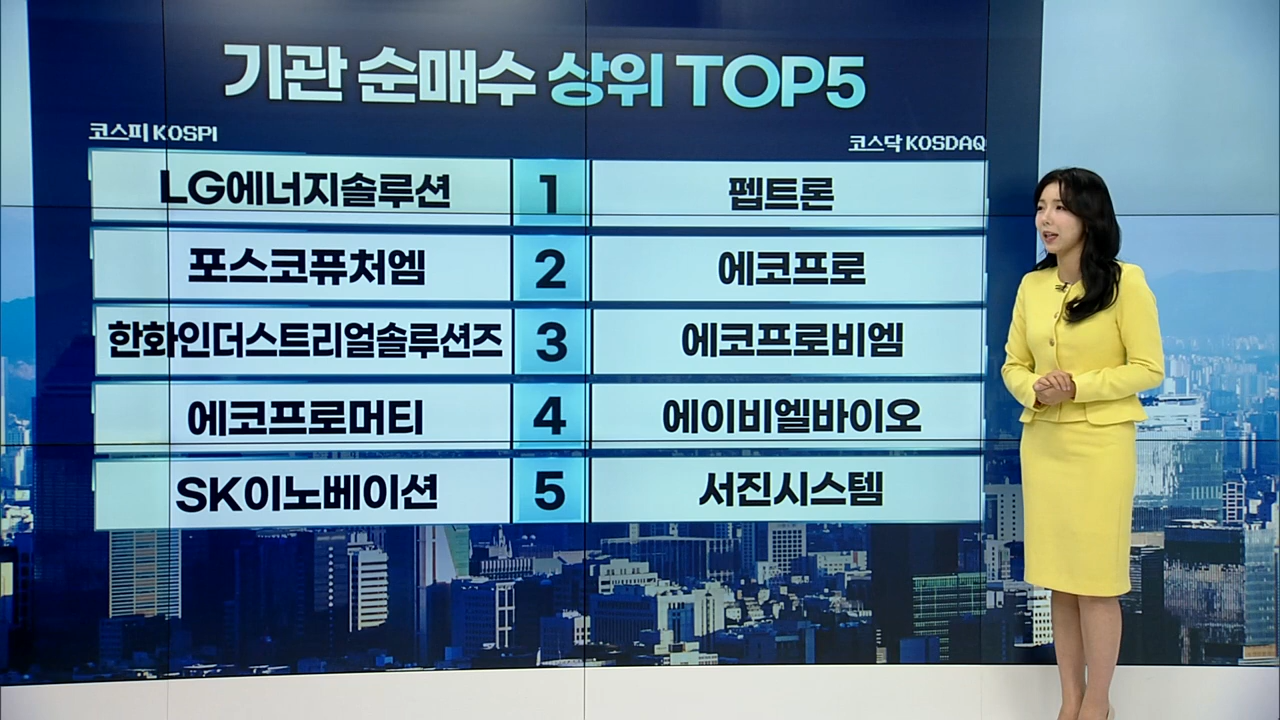 기관 순매수 상위 TOP5
코스피 KOSPI
코스닥 KOSDAQ
LG에너지솔루션 1 펩트론
포스코퓨처엠 2 에코프로
한화인더스트리얼솔루션즈 3 에코프로비엠
에코프로머티 4 에이비엘바이오
SK이노베이션 5 서진시스템